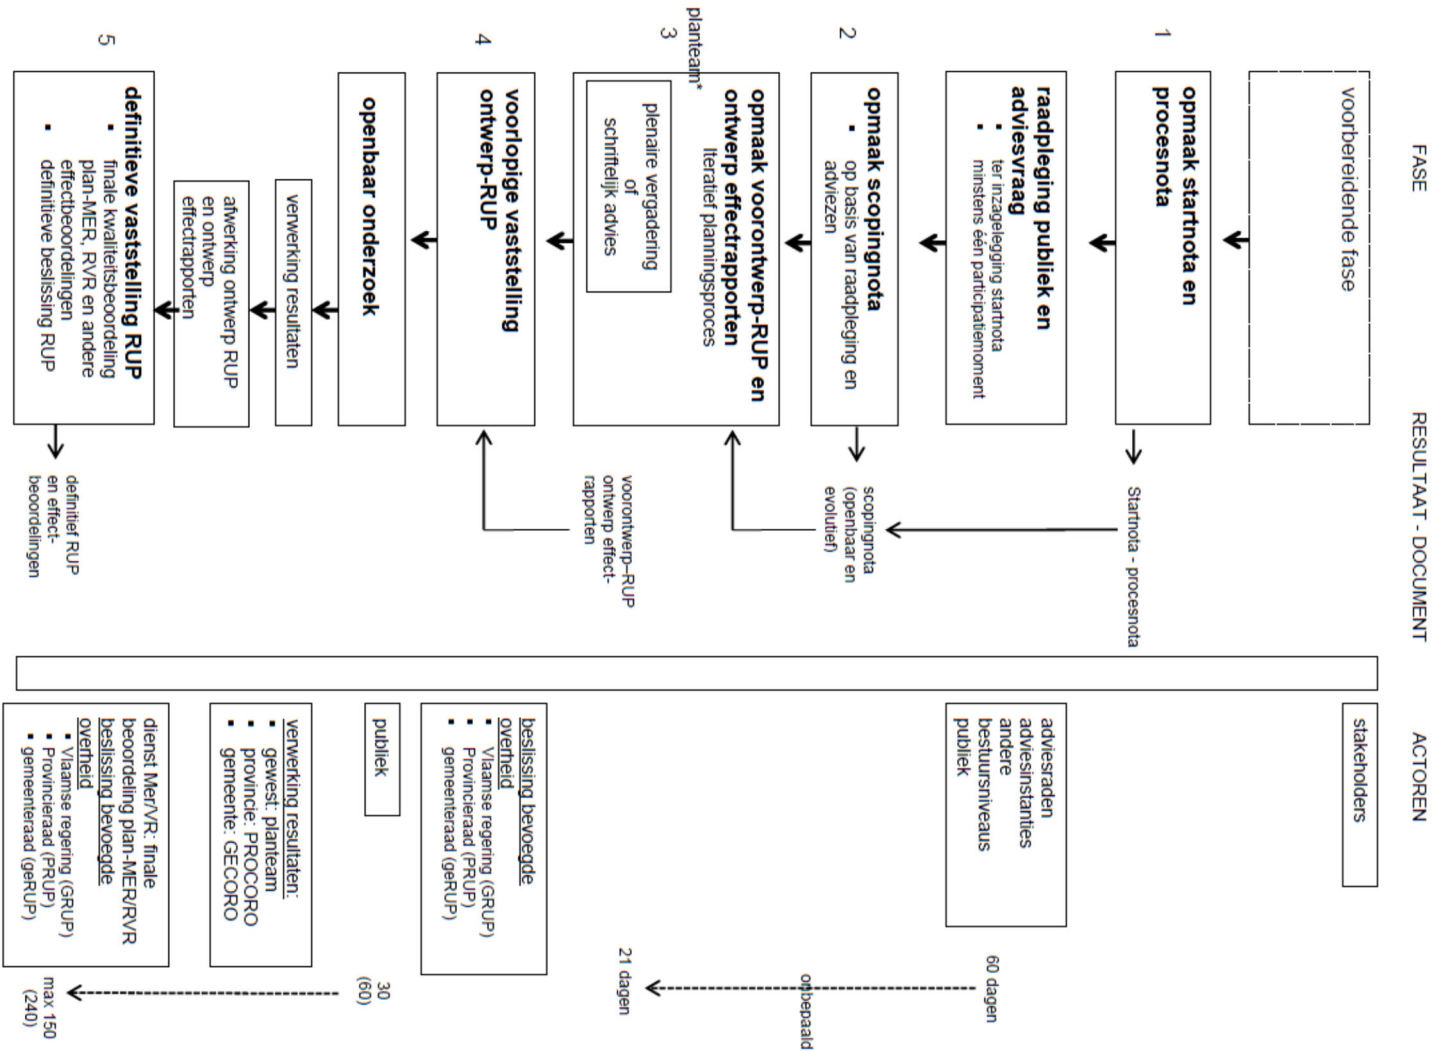 FASE
RESULTAAT - DOCUMENT
ACTOREN
voorbereidende fase
stakeholders
1
opmaak startnota en
procesnota
Startnota - procesnota
raadpleging publiek en
adviesvraag
▪ ter inzagelegging startnota
▪ minstens één participatiemoment
adviesraden
adviesinstanties
andere
bestuursniveaus
publiek
60 dagen
2
opmaak scopingnota
▪ op basis van raadpleging en
adviezen
scopingnota
(openbaar en
evolutief)
onbepaald
planteam*
3
opmaak voorontwerp-RUP en
ontwerp effectrapporten
Iteratief planningsproces
plenaire vergadering
of
schriftelijk advies
voorontwerp–RUP
ontwerp effect-
rapporten
21 dagen
4
voorlopige vaststelling
ontwerp-RUP
beslissing bevoegde
overheid
▪ Vlaamse regering (GRUP)
▪ Provincieraad (PRUP)
▪ gemeenteraad (geRUP)
openbaar onderzoek
publiek
30
(60)
verwerking resultaten
verwerking resultaten:
▪ gewest: planteam
▪ provincie: PROCORO
▪ gemeente: GECORO
afwerking ontwerp RUP
en ontwerp
effectrapporten
5
definitieve vaststelling RUP
▪ finale kwaliteitsbeoordeling
plan-MER, RVR en andere
effectbeoordelingen
▪ definitieve beslissing RUP
definitief RUP
en effect-
beoordelingen
dienst Mer/VR: finale
beoordeling plan-MER/RVR
beslissing bevoegde
overheid
▪ Vlaamse regering (GRUP)
▪ Provincieraad (PRUP)
▪ gemeenteraad (geRUP)
max 150
(240)